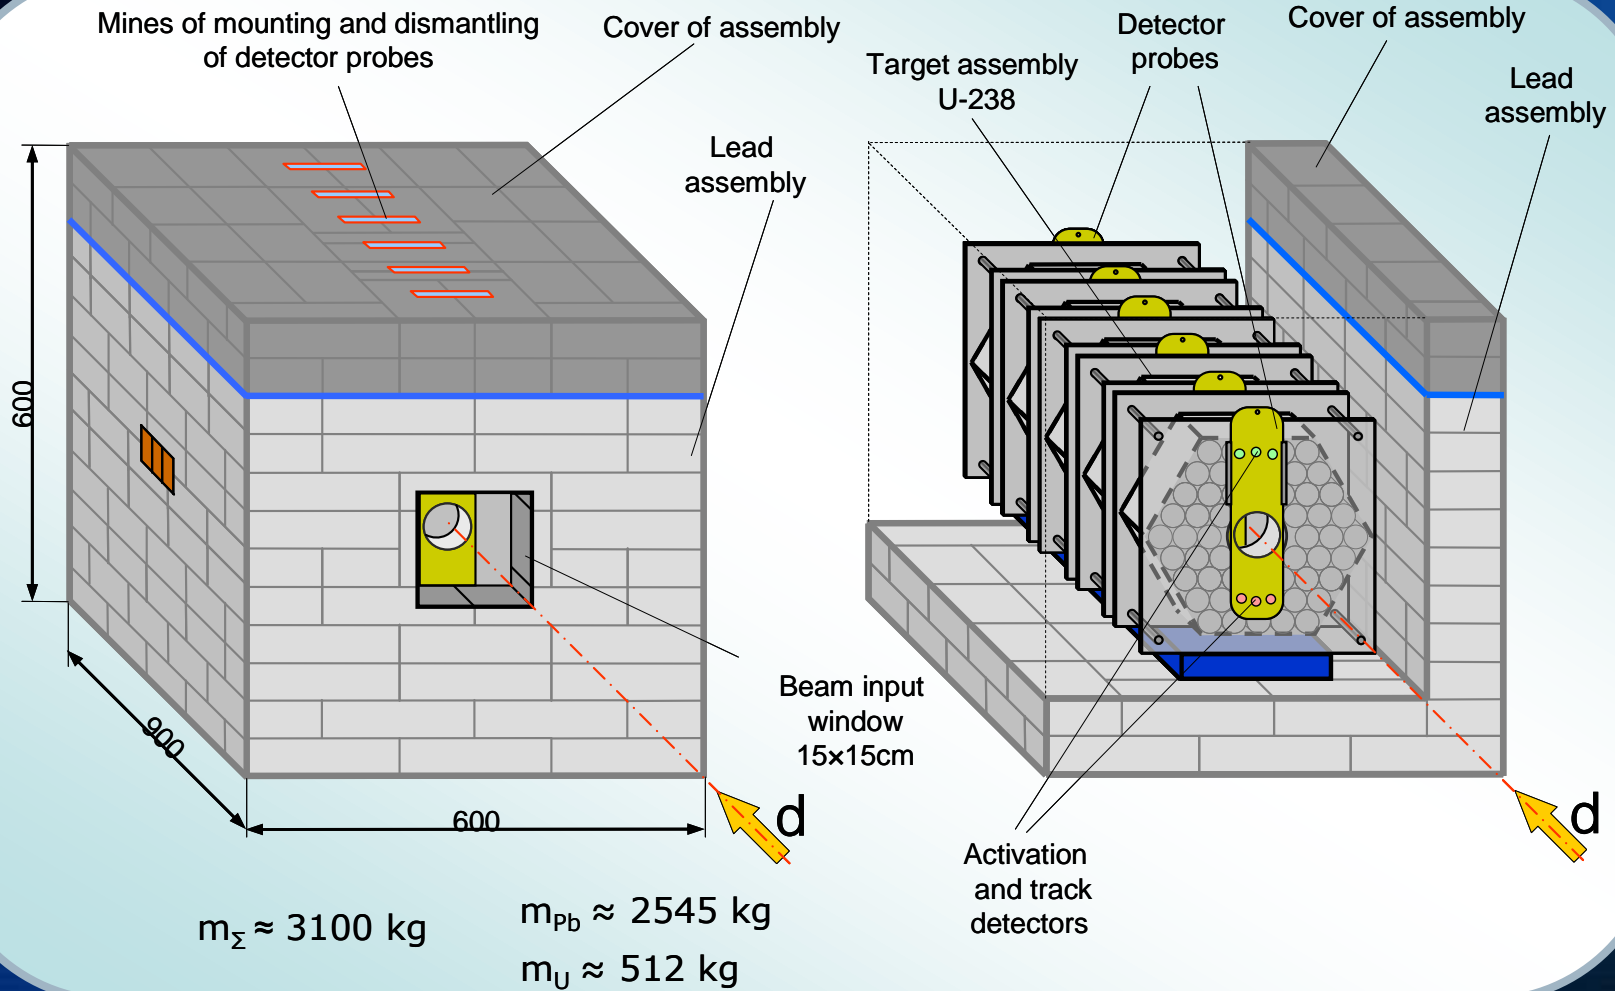 Mines of mounting and dismantling
of detector probes
Cover of assembly
Lead
assembly
600
900
600
Beam input
window
15×15cm
d
Target assembly
U-238
Detector
probes
Cover of assembly
Lead
assembly
Activation
and track
detectors
d
m_Σ ≈ 3100 kg
m_Pb ≈ 2545 kg
m_U ≈ 512 kg